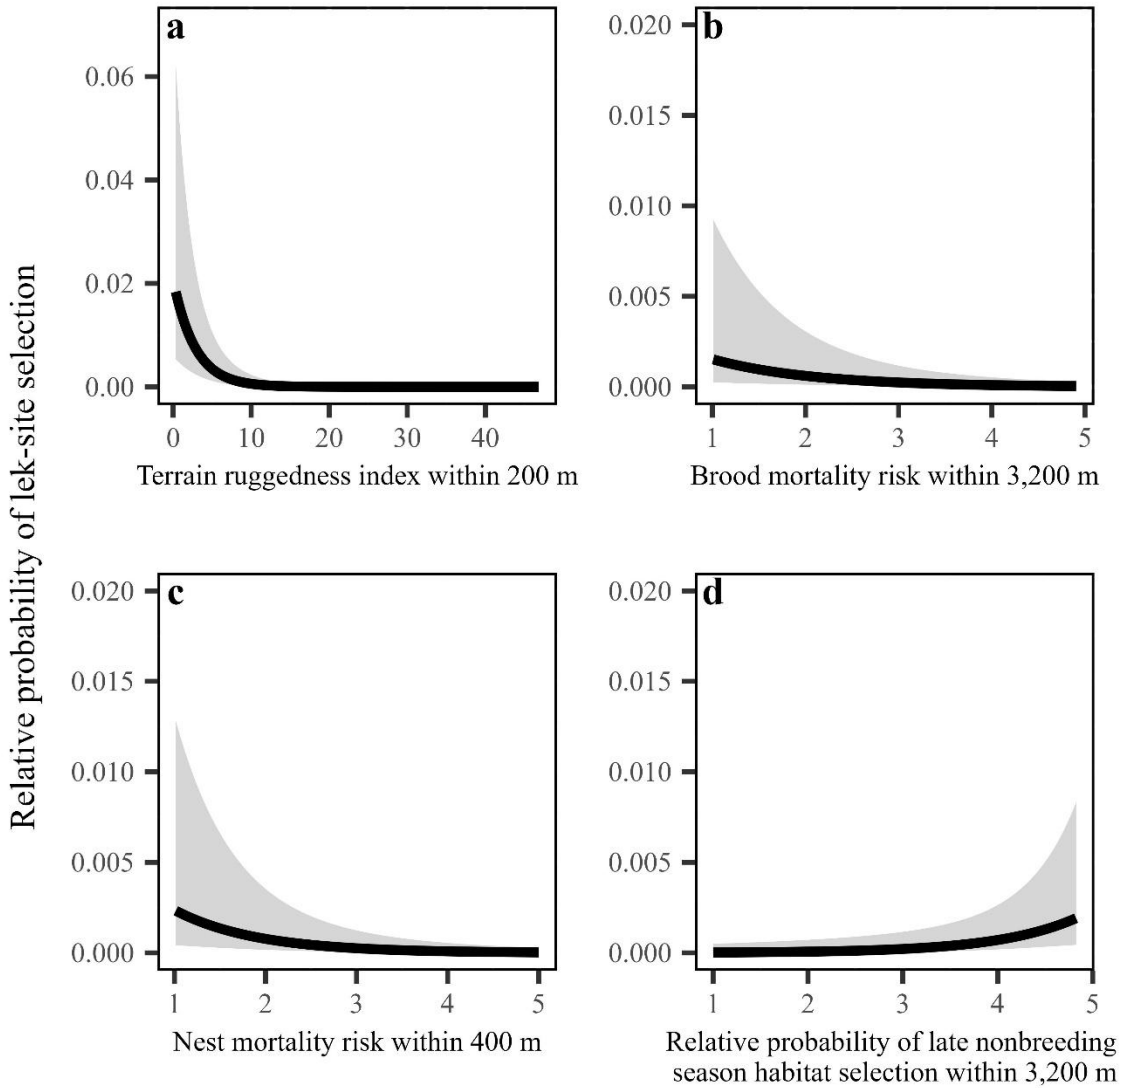 Relative probability of lek-site selection
a
0.06
0.04
0.02
0.00
0 10 20 30 40
Terrain ruggedness index within 200 m
b
0.020
0.015
0.010
0.005
0.000
1 2 3 4 5
Brood mortality risk within 3,200 m
c
0.020
0.015
0.010
0.005
0.000
1 2 3 4 5
Nest mortality risk within 400 m
d
0.020
0.015
0.010
0.005
0.000
1 2 3 4 5
Relative probability of late nonbreeding
season habitat selection within 3,200 m